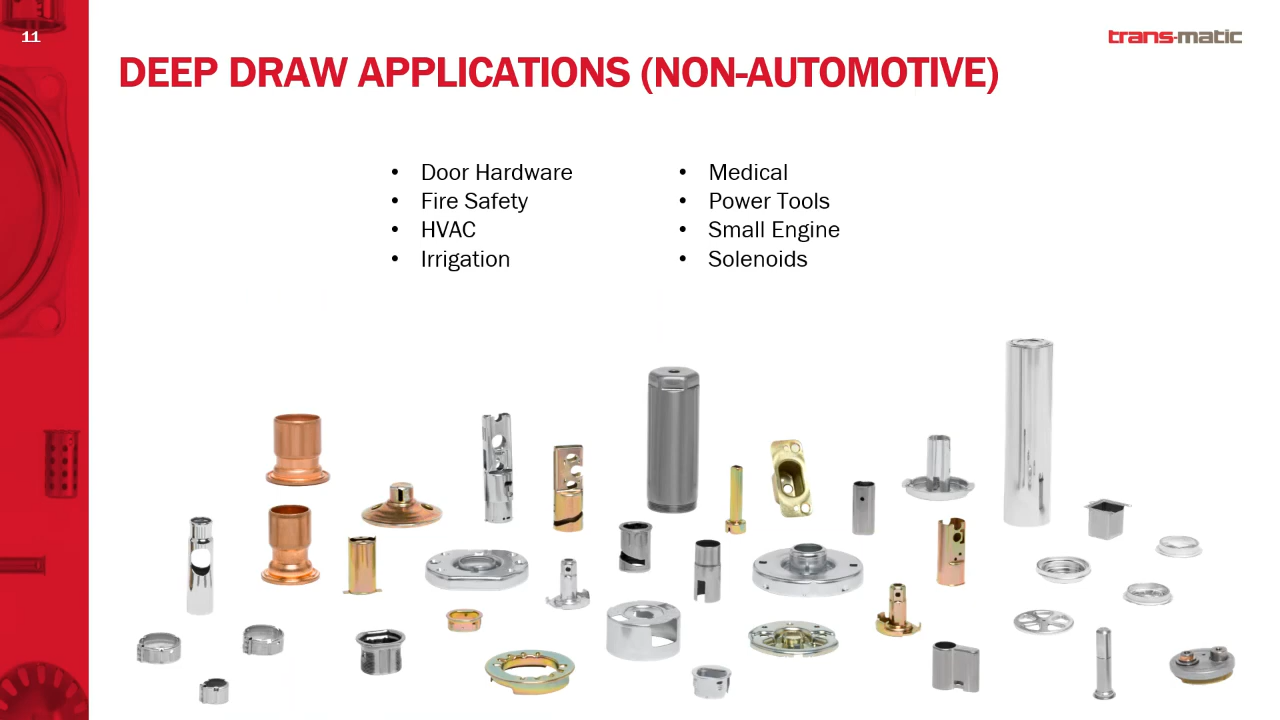 11
trans-matic
DEEP DRAW APPLICATIONS (NON-AUTOMOTIVE)
• Door Hardware
• Fire Safety
• HVAC
• Irrigation
• Medical
• Power Tools
• Small Engine
• Solenoids